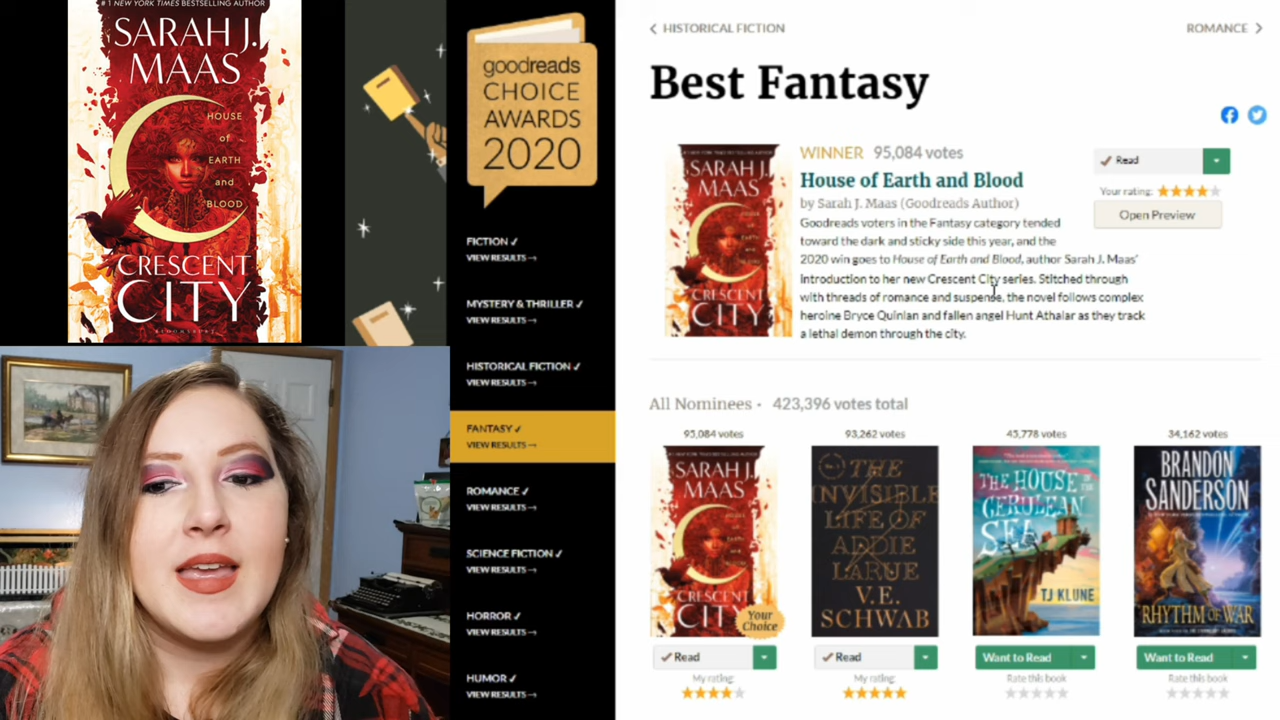 #1 NEW YORK TIMES BESTSELLING AUTHOR
SARAH J.
MAAS
HOUSE
of
EARTH
and
BLOOD
CRESCENT
CITY
BLOOMSBURY
goodreads
CHOICE
AWARDS
2020
FICTION ✓
VIEW RESULTS →
MYSTERY & THRILLER ✓
VIEW RESULTS →
HISTORICAL FICTION ✓
VIEW RESULTS →
FANTASY ✓
VIEW RESULTS →
ROMANCE ✓
VIEW RESULTS →
SCIENCE FICTION ✓
VIEW RESULTS →
HORROR ✓
VIEW RESULTS →
HUMOR ✓
VIEW RESULTS →
HISTORICAL FICTION
ROMANCE
Best Fantasy
SARAH J.
MAAS
CRESCENT
CITY
WINNER 95,084 votes
House of Earth and Blood
by Sarah J. Maas (Goodreads Author)
Goodreads voters in the Fantasy category tended
toward the dark and sticky side this year, and the
2020 win goes to House of Earth and Blood, author Sarah J. Maas'
introduction to her new Crescent City series. Stitched through
with threads of romance and suspense, the novel follows complex
heroine Bryce Quinlan and fallen angel Hunt Athalar as they track
a lethal demon through the city.
✓ Read
Your rating:
Open Preview
All Nominees • 423,396 votes total
95,084 votes
SARAH J.
MAAS
CRESCENT
CITY
Your
Choice
✓ Read
My rating:
93,262 votes
THE
INVISIBLE
LIFE OF
ADDIE
LARUE
V.E.
SCHWAB
✓ Read
My rating:
45,778 votes
THE HOUSE
IN THE
CERULEAN
SEA
TJ KLUNE
Want to Read
Rate this book
34,162 votes
BRANDON
SANDERSON
RHYTHM OF WAR
Want to Read
Rate this book